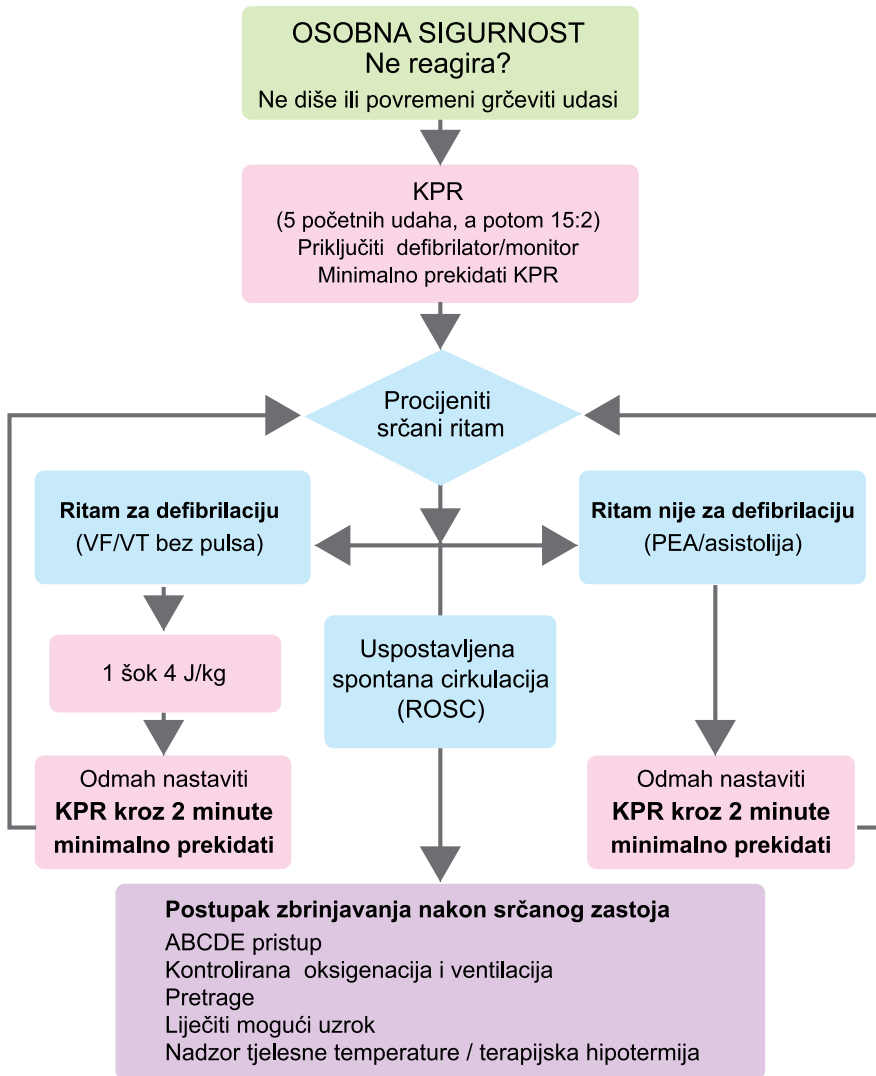 OSOBNA SIGURNOST
Ne reagira?
Ne diše ili povremeni grčeviti udasi
KPR
(5 početnih udaha, a potom 15:2)
Priključiti defibrilator/monitor
Minimalno prekidati KPR
Procijeniti
srčani ritam
Ritam za defibrilaciju
(VF/VT bez pulsa)
Ritam nije za defibrilaciju
(PEA/asistolija)
1 šok 4 J/kg
Uspostavljena
spontana cirkulacija
(ROSC)
Odmah nastaviti
KPR kroz 2 minute
minimalno prekidati
Odmah nastaviti
KPR kroz 2 minute
minimalno prekidati
Postupak zbrinjavanja nakon srčanog zastoja
ABCDE pristup
Kontrolirana oksigenacija i ventilacija
Pretrage
Liječiti mogući uzrok
Nadzor tjelesne temperature / terapijska hipotermija